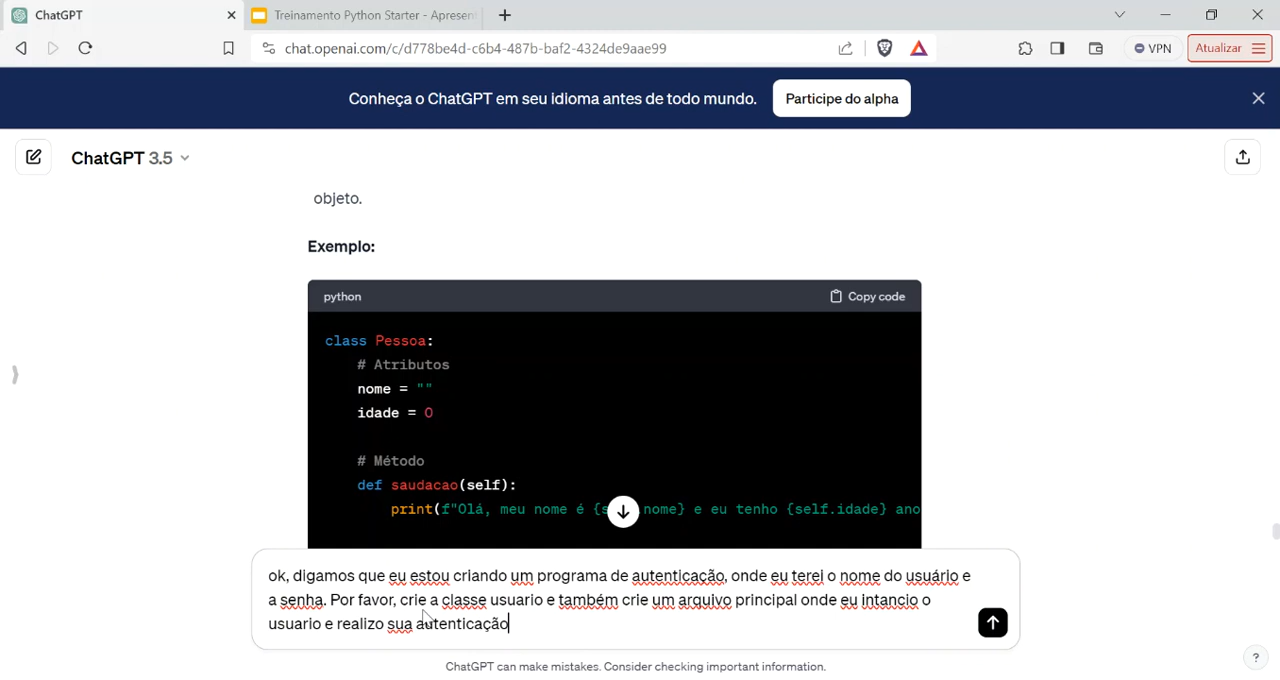 ChatGPT
Treinamento Python Starter - Apresen
chat.openai.com/c/d778be4d-c6b4-487b-baf2-4324de9aae99
VPN
Atualizar
Conheça o ChatGPT em seu idioma antes de todo mundo.
Participe do alpha
ChatGPT 3.5
objeto.
Exemplo:
python
Copy code
class Pessoa:
# Atributos
nome = ""
idade = 0
# Método
def saudacao(self):
print(f"Olá, meu nome é {s nome} e eu tenho {self.idade} ano
ok, digamos que eu estou criando um programa de autenticação, onde eu terei o nome do usuário e
a senha. Por favor, crie a classe usuario e também crie um arquivo principal onde eu intancio o
usuario e realizo sua autenticação
ChatGPT can make mistakes. Consider checking important information.
?